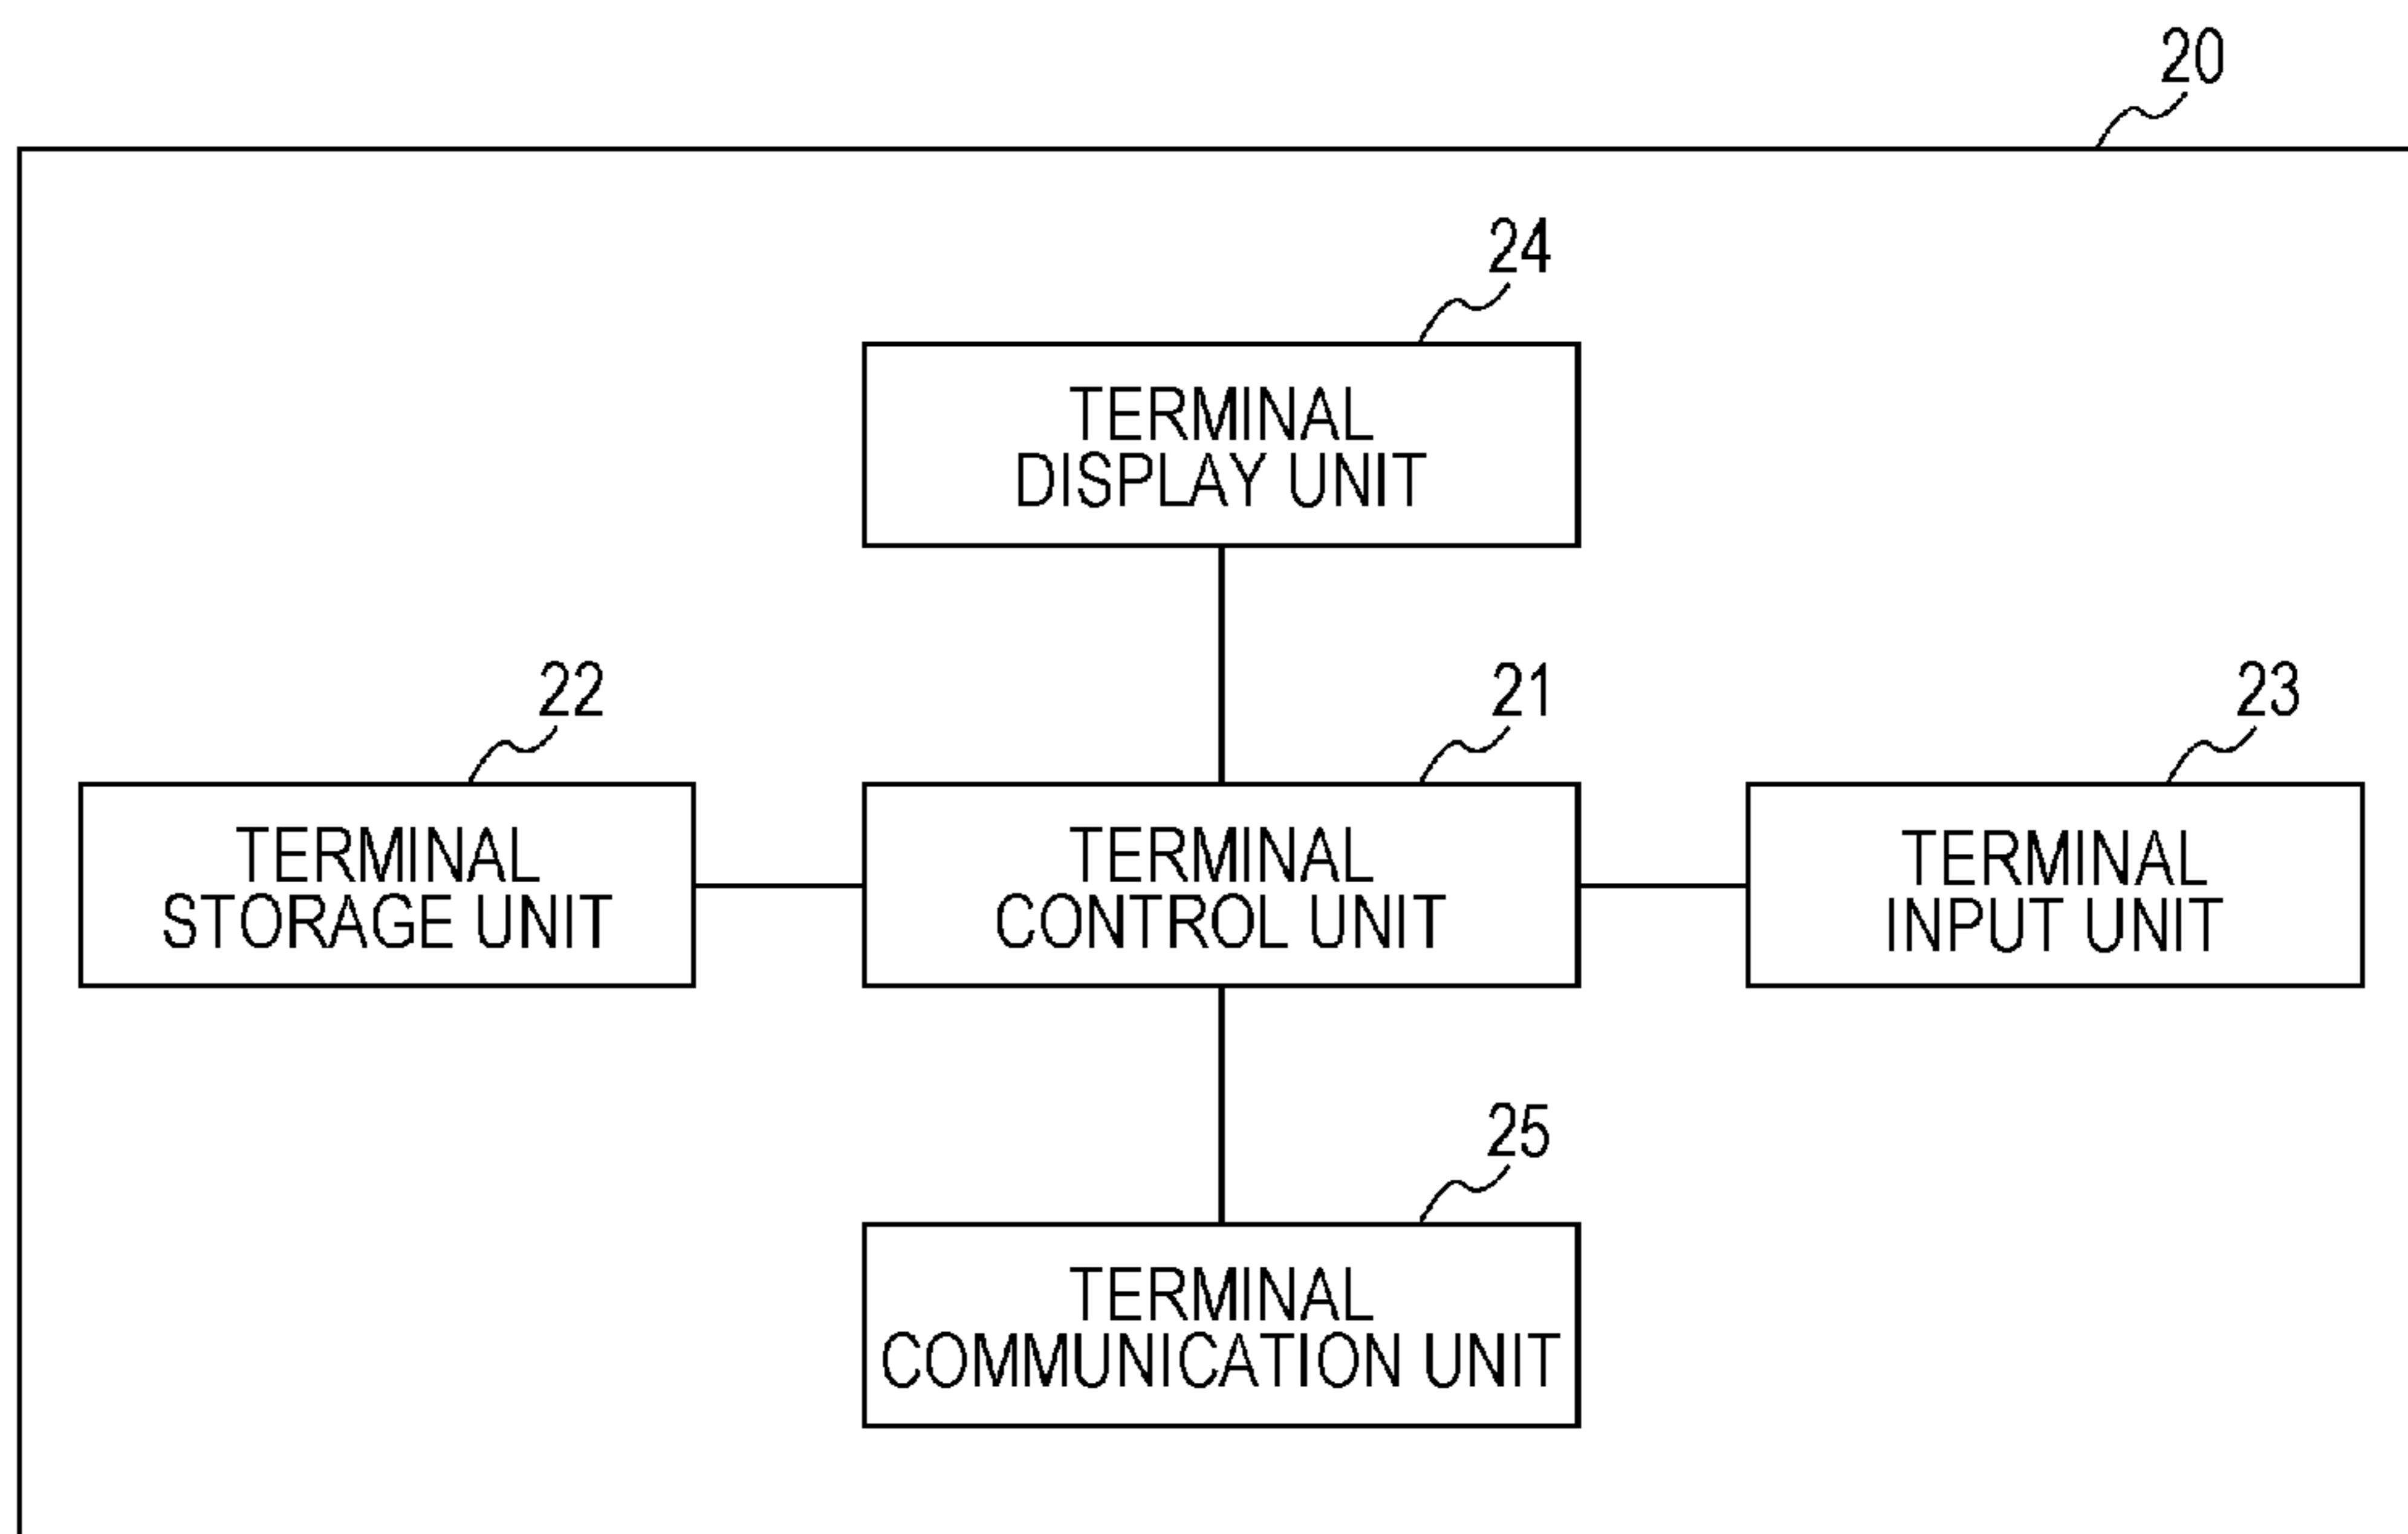 20
24
TERMINAL
DISPLAY UNIT
22
21
23
TERMINAL
STORAGE UNIT
TERMINAL
CONTROL UNIT
TERMINAL
INPUT UNIT
25
TERMINAL
COMMUNICATION UNIT